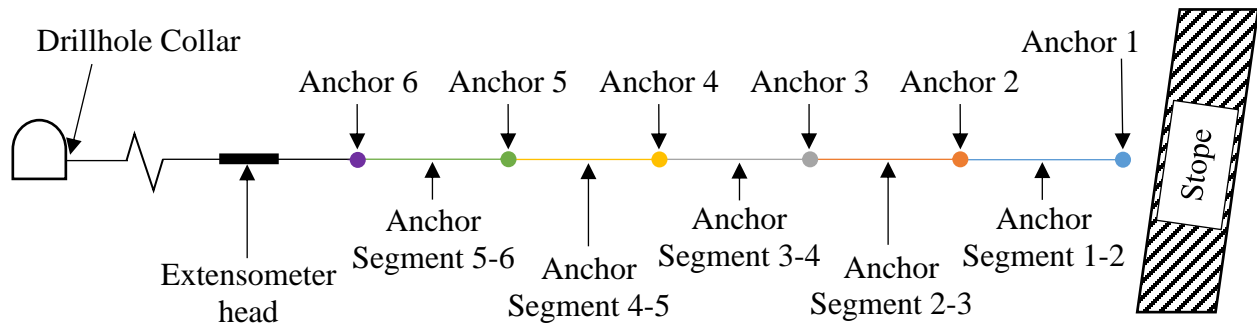 Drillhole Collar
Anchor 1
Anchor 6
Anchor 5
Anchor 4
Anchor 3
Anchor 2
Stope
Anchor
Segment 5-6
Anchor
Segment 3-4
Anchor
Segment 1-2
Extensometer
head
Anchor
Segment 4-5
Anchor
Segment 2-3